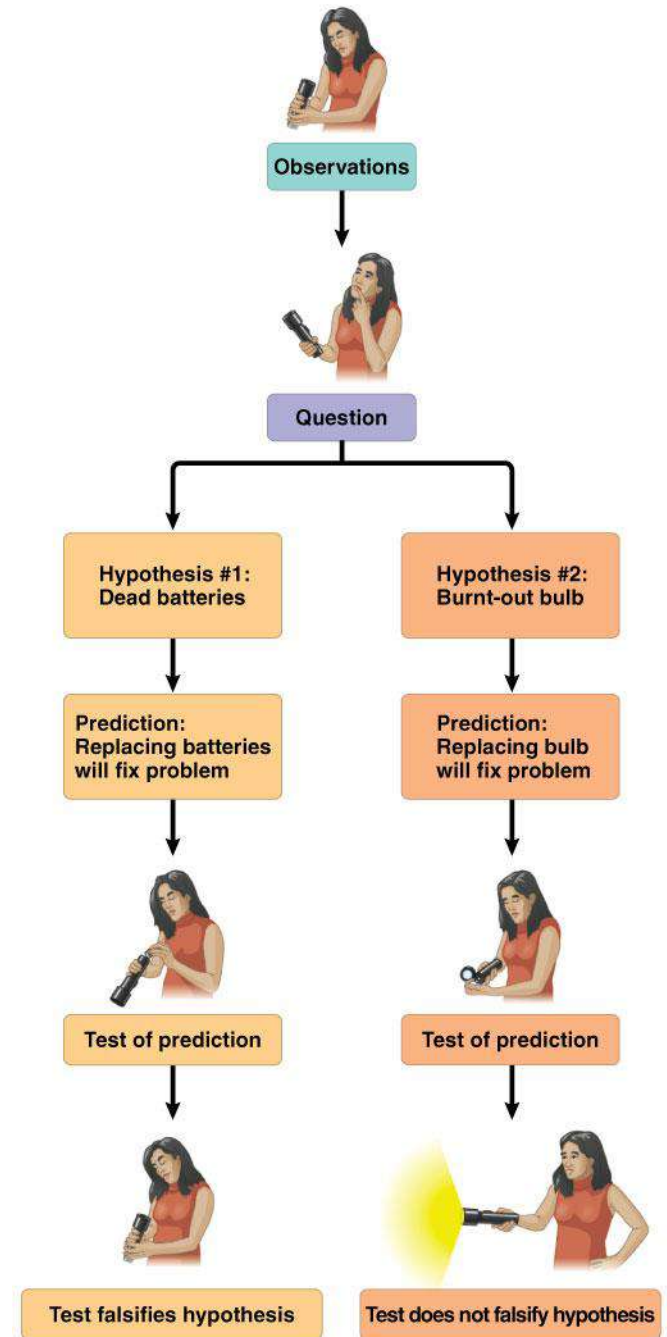 Observations
Question
Hypothesis #1:
Dead batteries
Hypothesis #2:
Burnt-out bulb
Prediction:
Replacing batteries
will fix problem
Prediction:
Replacing bulb
will fix problem
Test of prediction
Test of prediction
Test falsifies hypothesis
Test does not falsify hypothesis